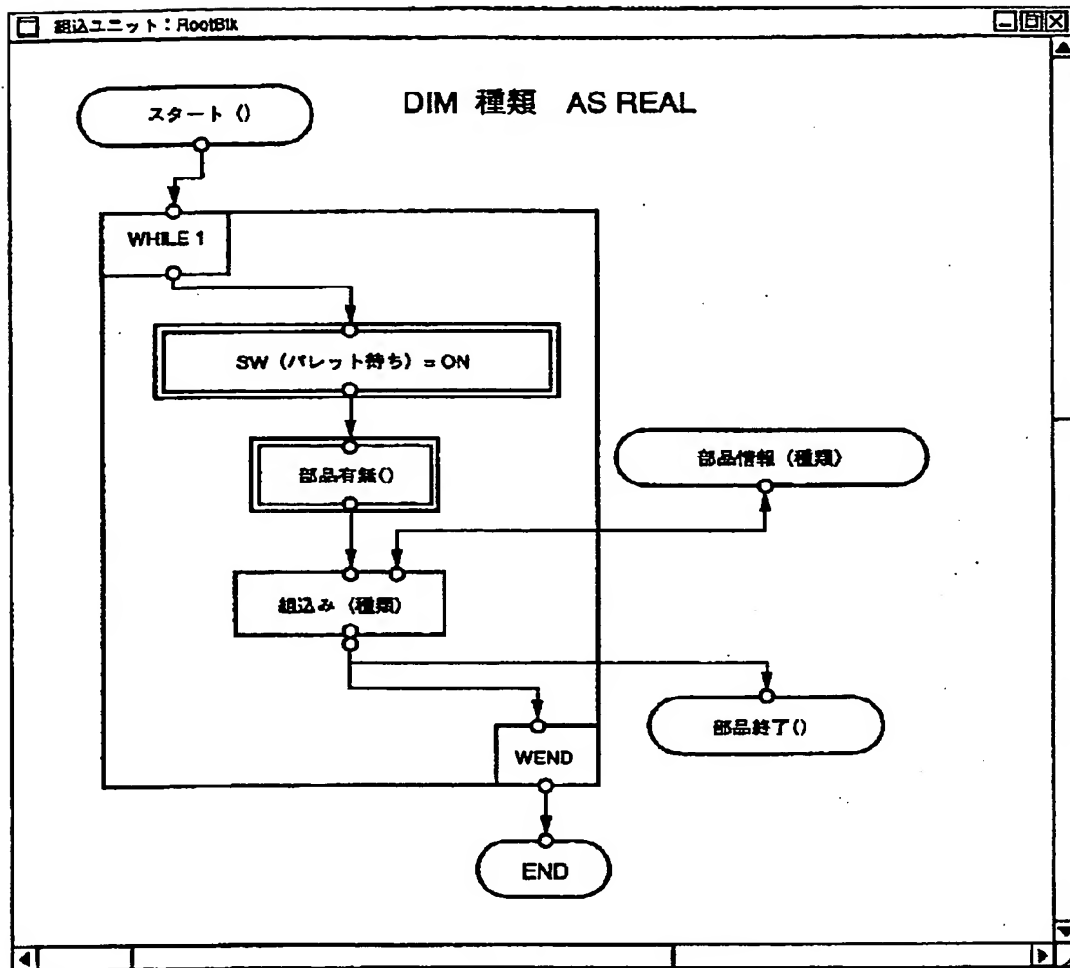 組込ユニット：RootBlk
DIM 種類 AS REAL
スタート ()
WHILE 1
SW（パレット待ち）= ON
部品有無()
部品情報（種類）
組込み（種類）
部品終了()
WEND
END